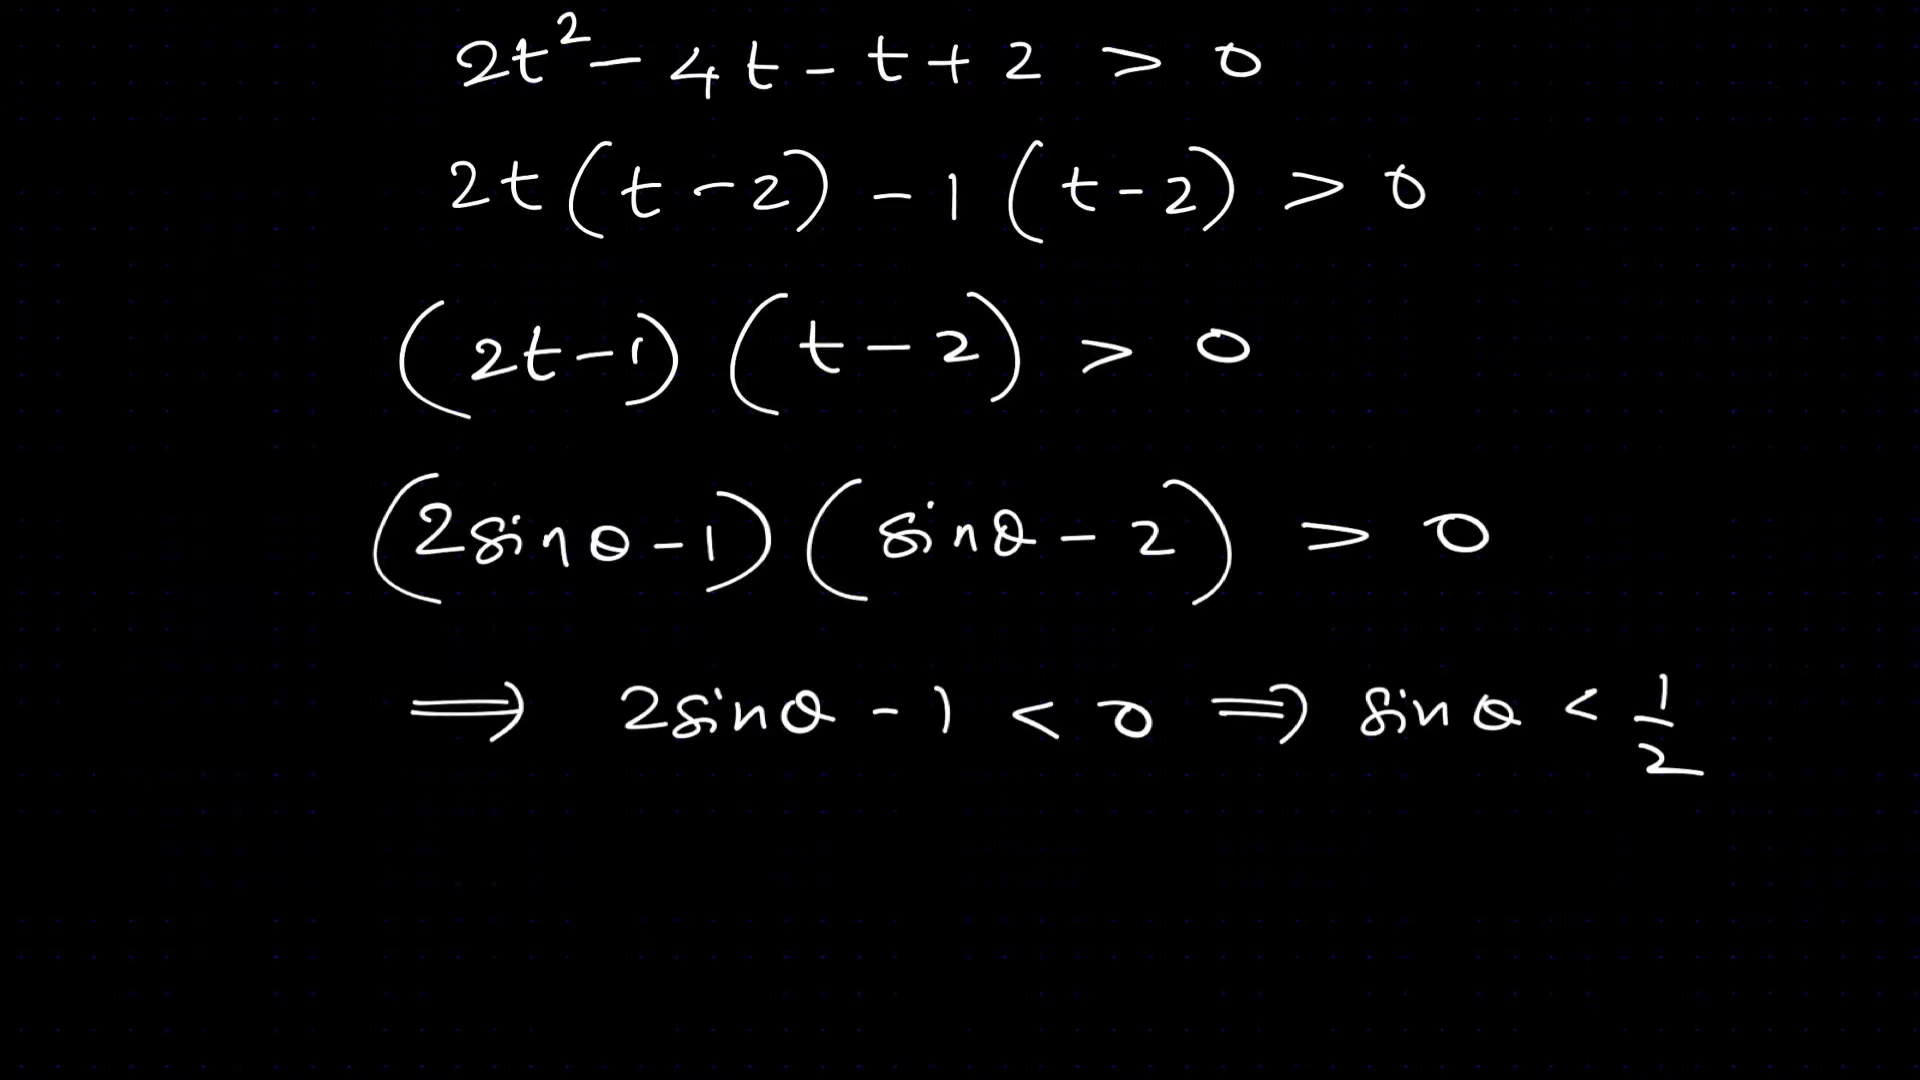 2t² - 4t - t + 2 > 0
2t(t-2) - 1(t-2) > 0
(2t-1)(t-2) > 0
(2sinθ-1)(sinθ-2) > 0
⟹ 2sinθ - 1 < 0 ⟹ sinθ < 1/2